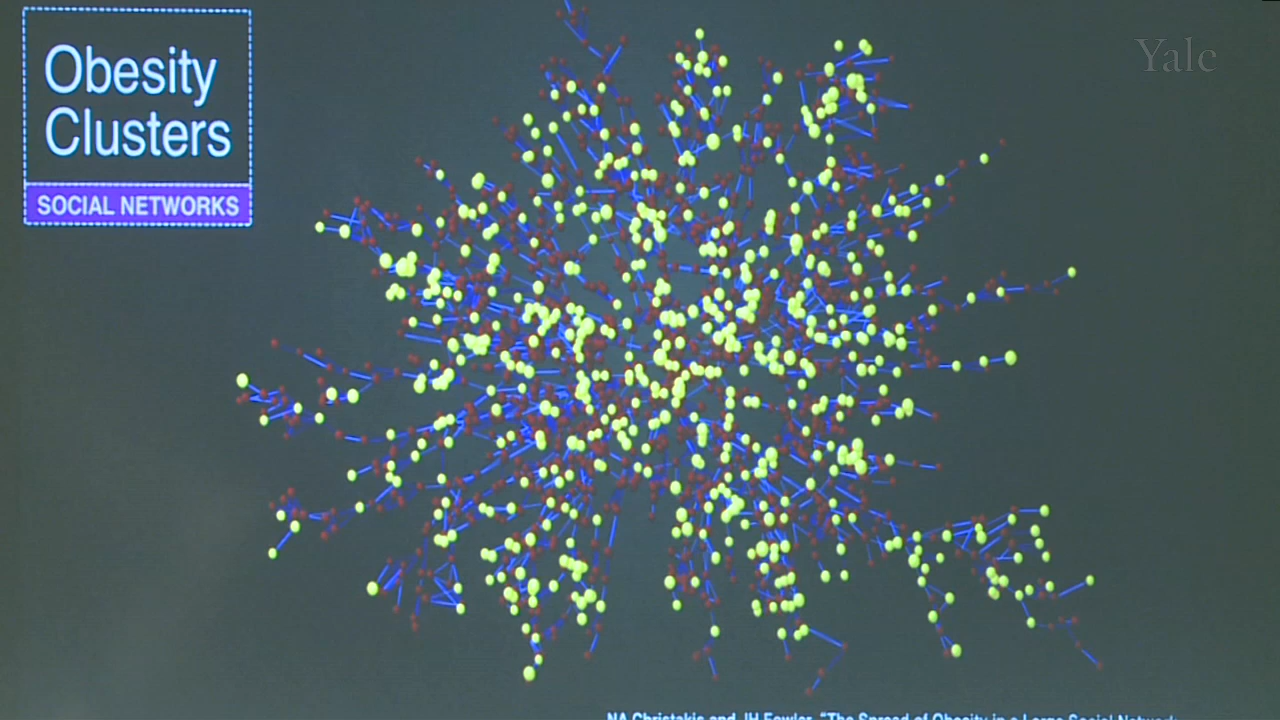 Obesity
Clusters
SOCIAL NETWORKS
Yale
NA Christakis and JH Fowler, “The Spread of Obesity in a Large Social Network